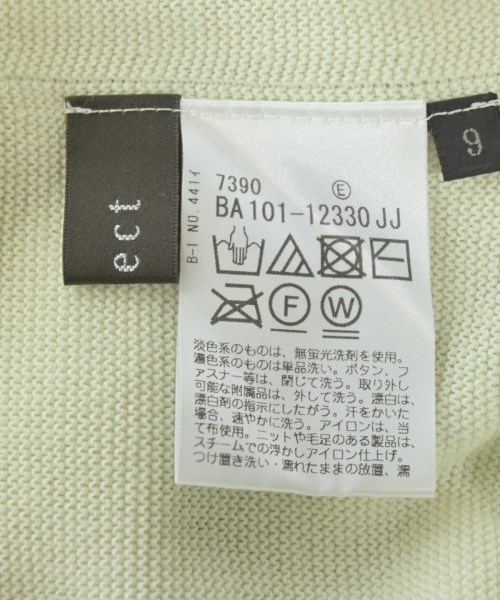 ect
9
7390 Ⓔ
BA101-12330JJ
B-I NO.441イ
F W
淡色系のものは、無蛍光洗剤を使用。
濃色系のものは単品洗い。ボタン、フ
ァスナー等は、閉じて洗う。取り外し
可能な附属品は、外して洗う。漂白は、
漂白剤の指示にしたがう。汗をかいた
場合、速やかに洗う。アイロンは、当
て布使用。ニットや毛足のある製品は、
スチームでの浮かしアイロン仕上げ。
つけ置き洗い・濡れたままの放置、濡